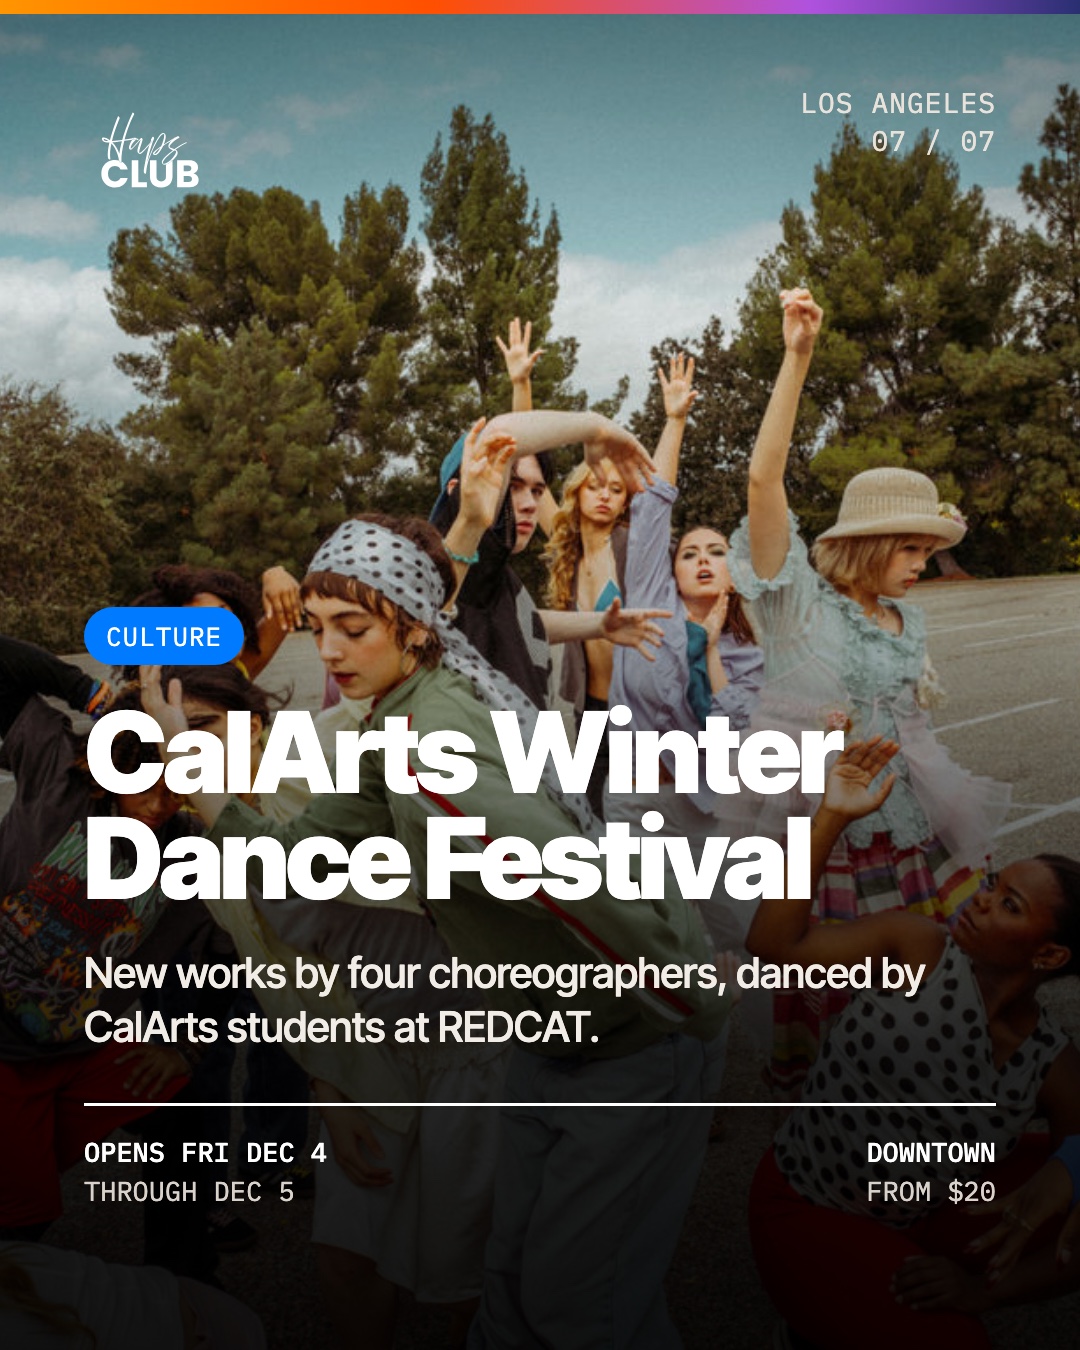 Haps
CLUB
LOS ANGELES
07 / 07
CULTURE
CalArts Winter
Dance Festival
New works by four choreographers, danced by
CalArts students at REDCAT.
OPENS FRI DEC 4
THROUGH DEC 5
DOWNTOWN
FROM $20